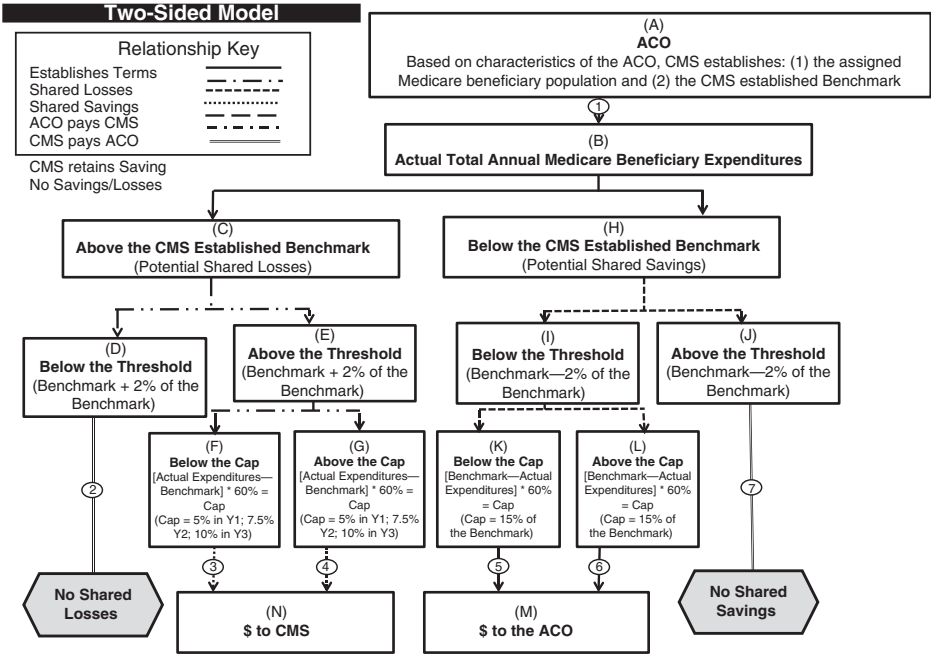 Two-Sided Model
Relationship Key
Establishes Terms
Shared Losses
Shared Savings
ACO pays CMS
CMS pays ACO
CMS retains Saving
No Savings/Losses
(A)
ACO
Based on characteristics of the ACO, CMS establishes: (1) the assigned
Medicare beneficiary population and (2) the CMS established Benchmark
1
(B)
Actual Total Annual Medicare Beneficiary Expenditures
(C)
Above the CMS Established Benchmark
(Potential Shared Losses)
(H)
Below the CMS Established Benchmark
(Potential Shared Savings)
(D)
Below the Threshold
(Benchmark + 2% of the
Benchmark)
(E)
Above the Threshold
(Benchmark + 2% of the
Benchmark)
(I)
Below the Threshold
(Benchmark—2% of the
Benchmark)
(J)
Above the Threshold
(Benchmark—2% of the
Benchmark)
(F)
Below the Cap
[Actual Expenditures—
Benchmark] * 60% =
Cap
(Cap = 5% in Y1; 7.5%
Y2; 10% in Y3)
(G)
Above the Cap
[Actual Expenditures—
Benchmark] * 60% =
Cap
(Cap = 5% in Y1; 7.5%
Y2; 10% in Y3)
(K)
Below the Cap
[Benchmark—Actual
Expenditures] * 60%
= Cap
(Cap = 15% of
the Benchmark)
(L)
Above the Cap
[Benchmark—Actual
Expenditures] * 60%
= Cap
(Cap = 15% of
the Benchmark)
2
3
4
5
6
7
No Shared
Losses
(N)
$ to CMS
(M)
$ to the ACO
No Shared
Savings